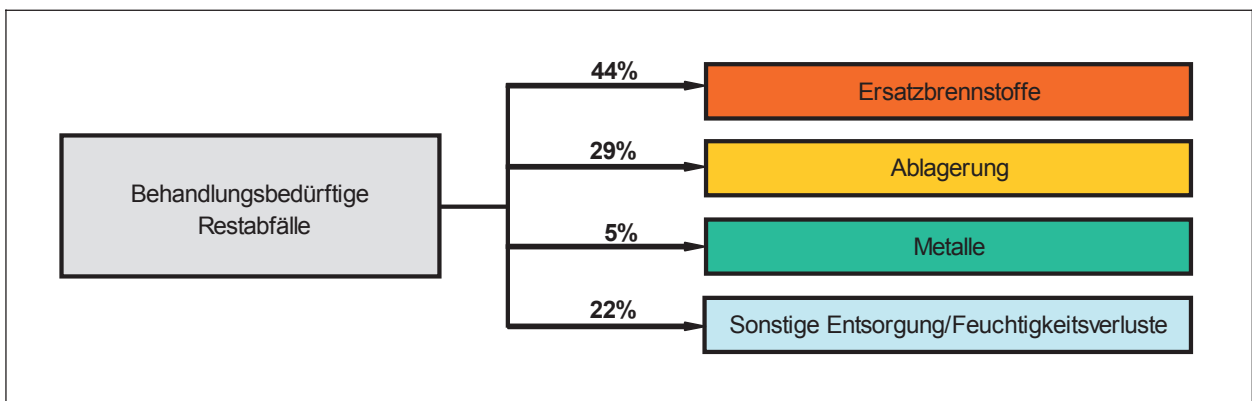 44%
Ersatzbrennstoffe
29%
Ablagerung
Behandlungsbedürftige
Restabfälle
5%
Metalle
22%
Sonstige Entsorgung/Feuchtigkeitsverluste